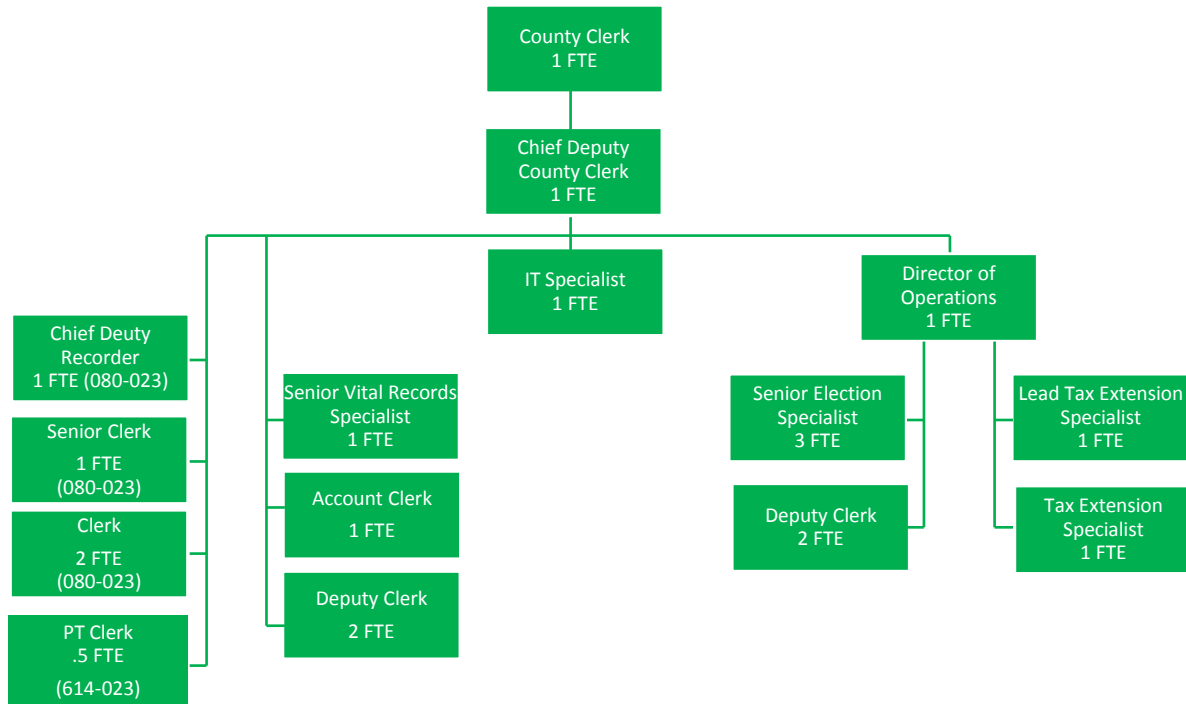 County Clerk
1 FTE
Chief Deputy
County Clerk
1 FTE
IT Specialist
1 FTE
Director of
Operations
1 FTE
Chief Deuty
Recorder
1 FTE (080-023)
Senior Clerk
1 FTE
(080-023)
Clerk
2 FTE
(080-023)
PT Clerk
.5 FTE
(614-023)
Senior Vital Records
Specialist
1 FTE
Account Clerk
1 FTE
Deputy Clerk
2 FTE
Senior Election
Specialist
3 FTE
Deputy Clerk
2 FTE
Lead Tax Extension
Specialist
1 FTE
Tax Extension
Specialist
1 FTE